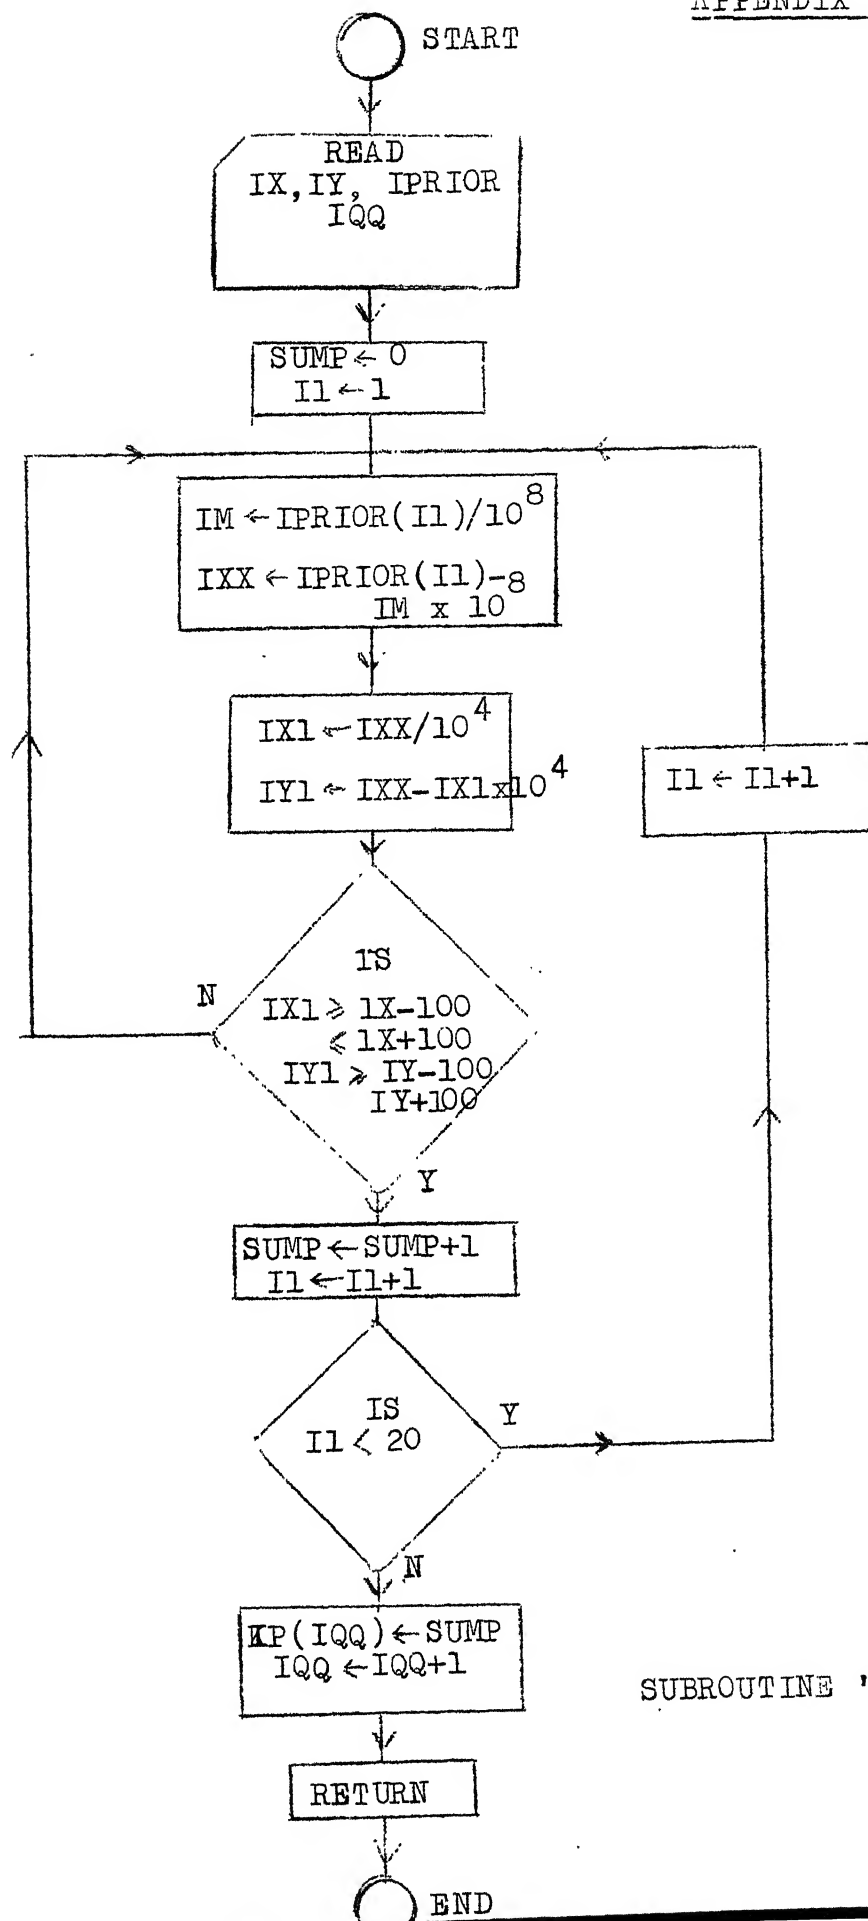 APPENDIX
START
READ
IX,IY, IPRIOR
IQQ
SUMP ← 0
I1 ← 1
IM ← IPRIOR(I1)/10^8
IXX ← IPRIOR(I1)-
IM x 10^8
IX1 ← IXX/10^4
IY1 ← IXX-IX1x10^4
I1 ← I1+1
IS
N
IX1 ⩾ IX-100
⩽ IX+100
IY1 ⩾ IY-100
IY+100
Y
SUMP ← SUMP+1
I1 ← I1+1
IS
Y
I1 < 20
N
KP(IQQ) ← SUMP
IQQ ← IQQ+1
SUBROUTINE '
RETURN
END